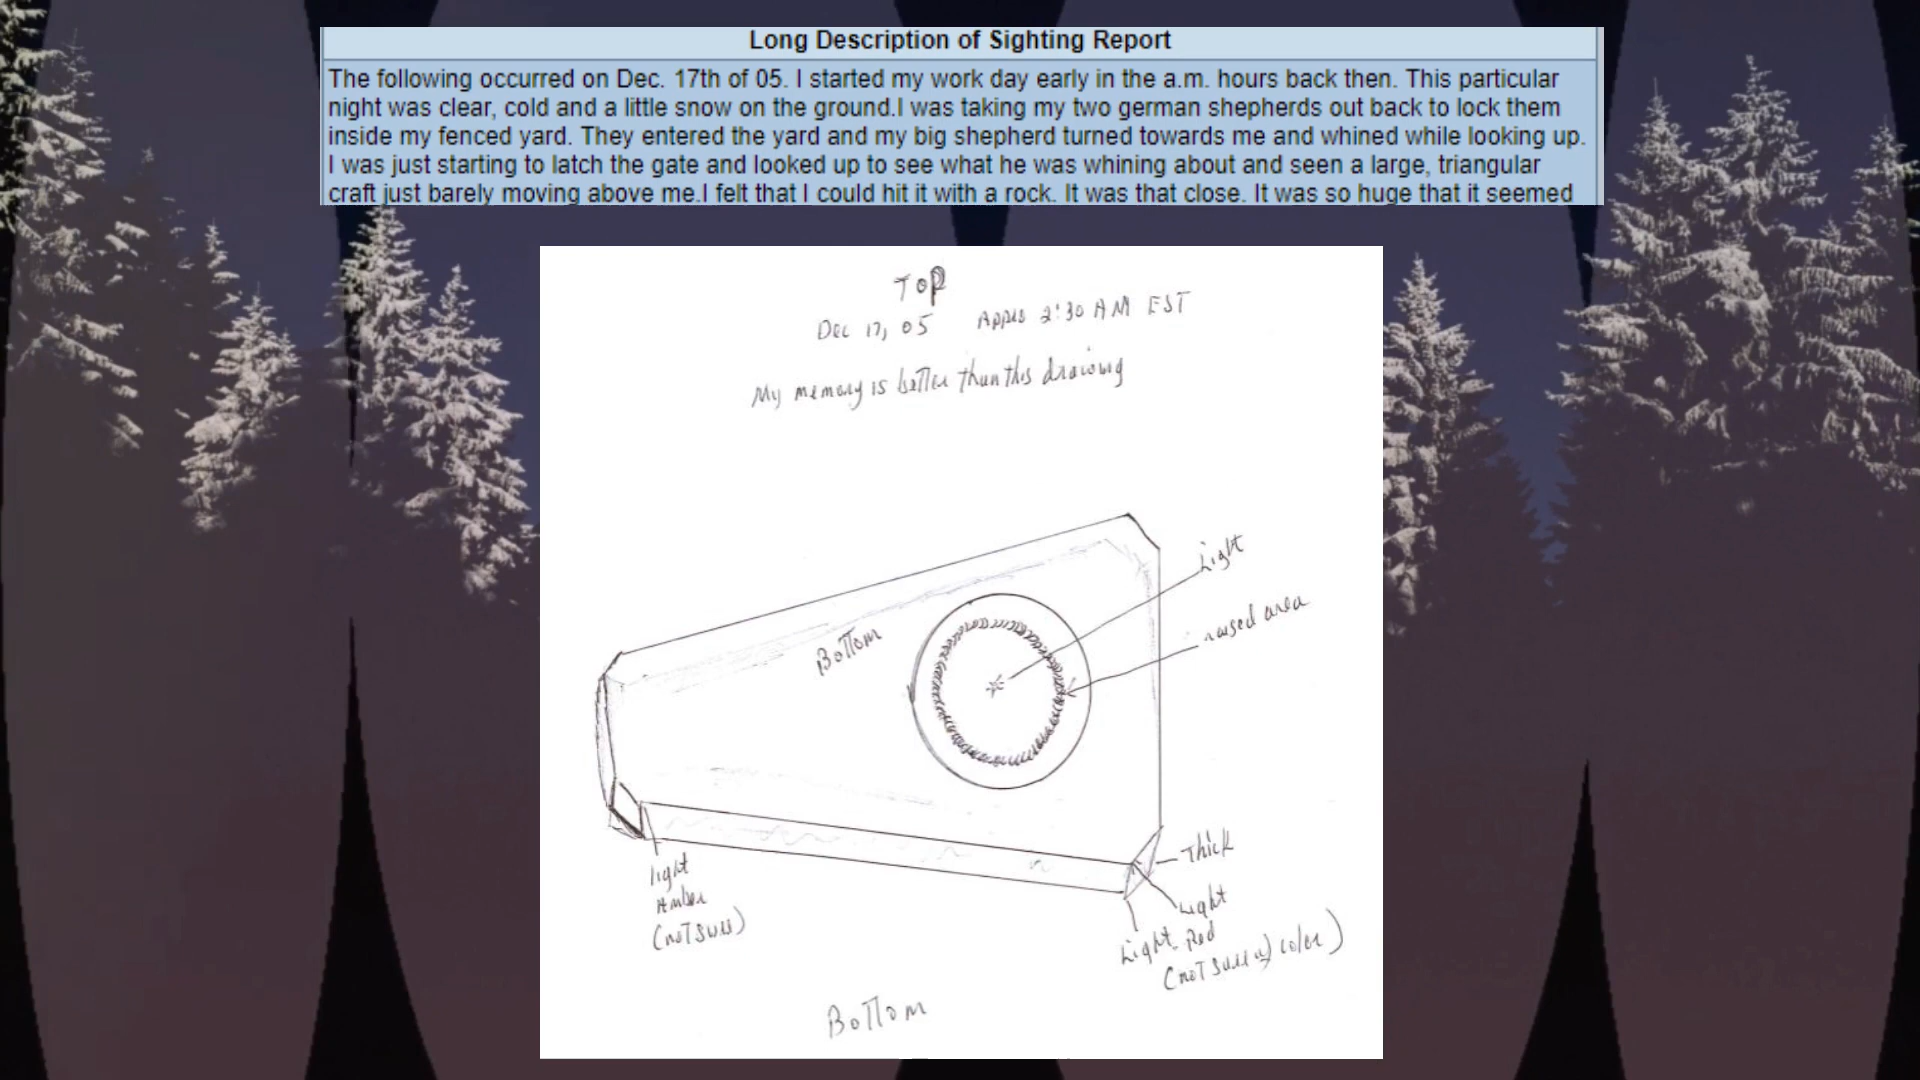 Long Description of Sighting Report
The following occurred on Dec. 17th of 05. I started my work day early in the a.m. hours back then. This particular
night was clear, cold and a little snow on the ground.I was taking my two german shepherds out back to lock them
inside my fenced yard. They entered the yard and my big shepherd turned towards me and whined while looking up.
I was just starting to latch the gate and looked up to see what he was whining about and seen a large, triangular
craft just barely moving above me.I felt that I could hit it with a rock. It was that close. It was so huge that it seemed
TOP
Dec 17, 05 2:30 AM EST
My memory is better than this drawing
Light
raised area
Bottom
Thick
light
Amber
(not sure)
Light
Light Red
(not sure of color)
Bottom